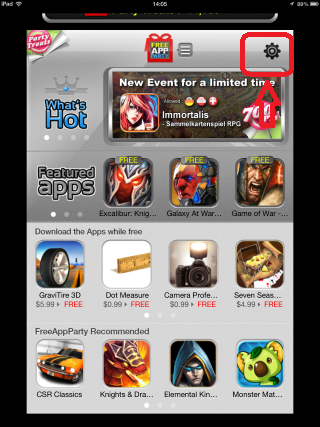 iPad
14:05
Party Treats
FREE
APP
PARTY
What's
Hot
New Event for a limited time
Allowed
Immortalis
- Sammelkartenspiel RPG
Featured
apps
FREE
FREE
FREE
Excalibur: Knig...
Galaxy At War...
Game of War -...
Download the Apps while free
GraviTire 3D
Dot Measure
Camera Profe...
Seven Seas...
$5.99 ▸ FREE
$0.99 ▸ FREE
$0.99 ▸ FREE
$4.99 ▸ FREE
FreeAppParty Recommended
CSR Classics
Knights & Dra...
Elemental Kin...
Monster Mat...